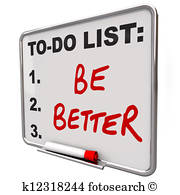 TO-DO LIST:
1. BE
2. BETTER
3.
k12318244 fotosearch ©